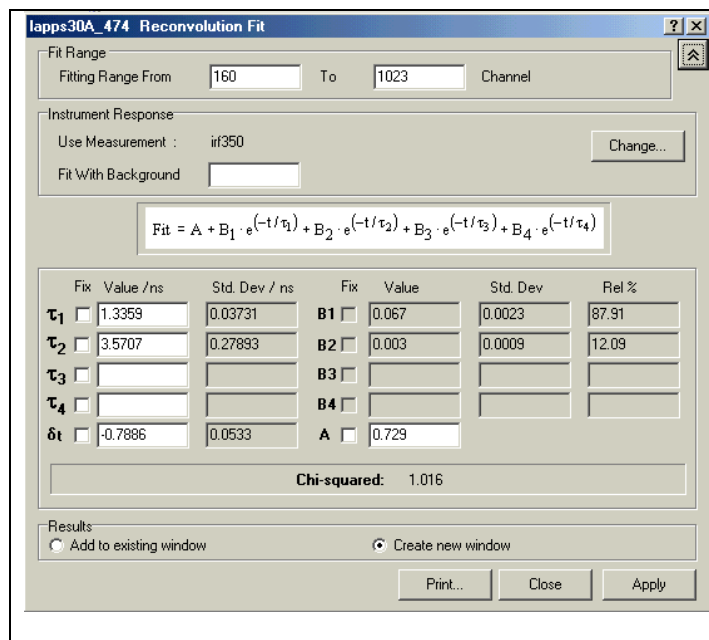 Iapps30A_474 Reconvolution Fit
Fit Range
Fitting Range From 160 To 1023 Channel
Instrument Response
Use Measurement : irf350 Change...
Fit With Background
Fit = A + B₁ · e^(−t/τ₁) + B₂ · e^(−t/τ₂) + B₃ · e^(−t/τ₃) + B₄ · e^(−t/τ₄)
Fix Value /ns Std. Dev / ns Fix Value Std. Dev Rel %
τ₁ 1.3359 0.03731 B1 0.067 0.0023 87.91
τ₂ 3.5707 0.27893 B2 0.003 0.0009 12.09
τ₃ B3
τ₄ B4
δt -0.7886 0.0533 A 0.729
Chi-squared: 1.016
Results
Add to existing window Create new window
Print... Close Apply